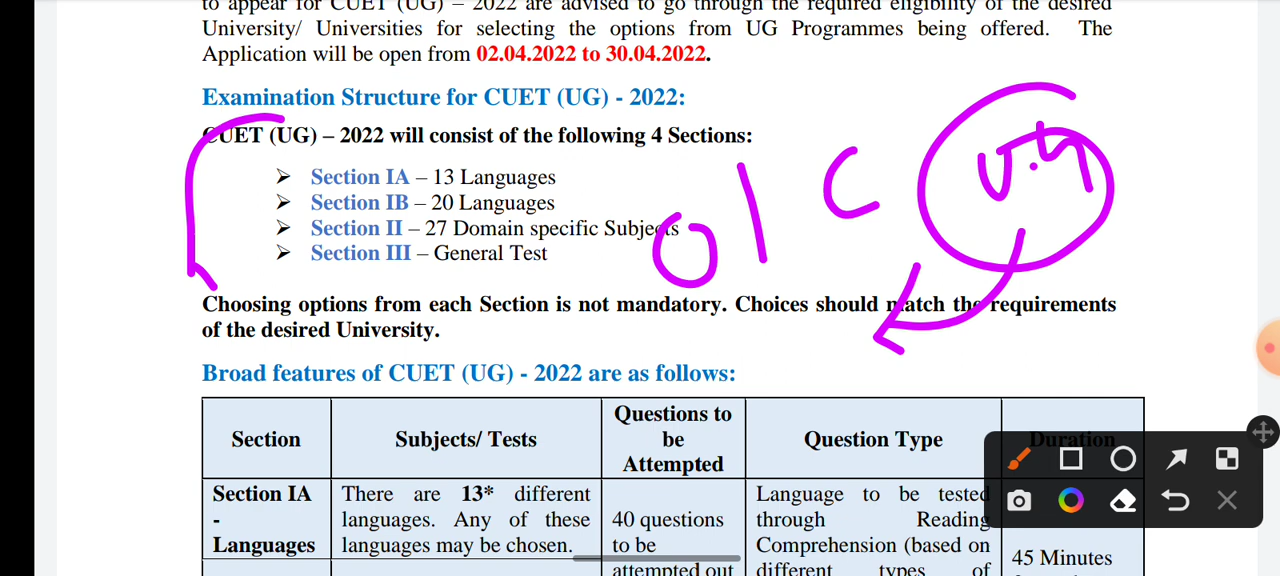 to appear for CUET (UG) – 2022 are advised to go through the required eligibility of the desired
University/ Universities for selecting the options from UG Programmes being offered. The
Application will be open from 02.04.2022 to 30.04.2022.
Examination Structure for CUET (UG) - 2022:
CUET (UG) – 2022 will consist of the following 4 Sections:
➢ Section IA – 13 Languages
➢ Section IB – 20 Languages
➢ Section II – 27 Domain specific Subjects
➢ Section III – General Test
Choosing options from each Section is not mandatory. Choices should match the requirements
of the desired University.
Broad features of CUET (UG) - 2022 are as follows:
Section
Subjects/ Tests
Questions to
be
Attempted
Question Type
Duration
Section IA
-
Languages
There are 13* different
languages. Any of these
languages may be chosen.
40 questions
to be
attempted out
Language to be tested
through Reading
Comprehension (based on
different types of
45 Minutes